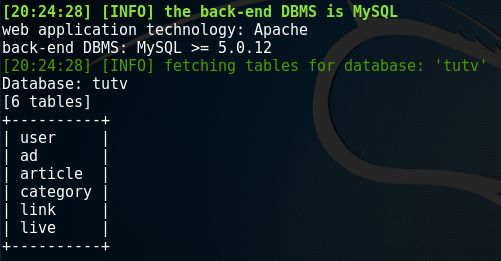 [20:24:28] [INFO] the back-end DBMS is MySQL
web application technology: Apache
back-end DBMS: MySQL >= 5.0.12
[20:24:28] [INFO] fetching tables for database: 'tutv'
Database: tutv
[6 tables]
+----------+
| user     |
| ad       |
| article  |
| category |
| link     |
| live     |
+----------+